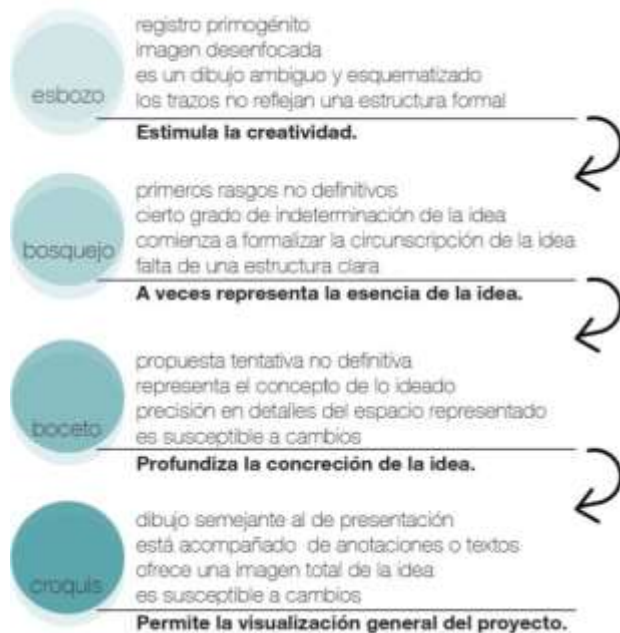 esbozo
registro primogénito
imagen desenfocada
es un dibujo ambiguo y esquematizado
los trazos no reflejan una estructura formal
Estimula la creatividad.
bosquejo
primeros rasgos no definitivos
cierto grado de indeterminación de la idea
comienza a formalizar la circunscripción de la idea
falta de una estructura clara
A veces representa la esencia de la idea.
boceto
propuesta tentativa no definitiva
representa el concepto de lo ideado
precisión en detalles del espacio representado
es susceptible a cambios
Profundiza la concreción de la idea.
croquis
dibujo semejante al de presentación
está acompañado de anotaciones o textos
ofrece una imagen total de la idea
es susceptible a cambios
Permite la visualización general del proyecto.